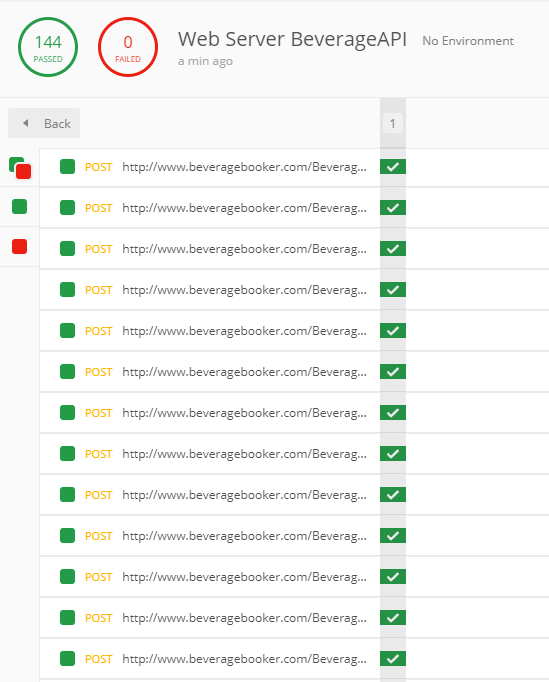 144
PASSED
0
FAILED
Web Server BeverageAPI
No Environment
a min ago
Back
1
POST http://www.beveragebooker.com/Beverag...
POST http://www.beveragebooker.com/Beverag...
POST http://www.beveragebooker.com/Beverag...
POST http://www.beveragebooker.com/Beverag...
POST http://www.beveragebooker.com/Beverag...
POST http://www.beveragebooker.com/Beverag...
POST http://www.beveragebooker.com/Beverag...
POST http://www.beveragebooker.com/Beverag...
POST http://www.beveragebooker.com/Beverag...
POST http://www.beveragebooker.com/Beverag...
POST http://www.beveragebooker.com/Beverag...
POST http://www.beveragebooker.com/Beverag...
POST http://www.beveragebooker.com/Beverag...